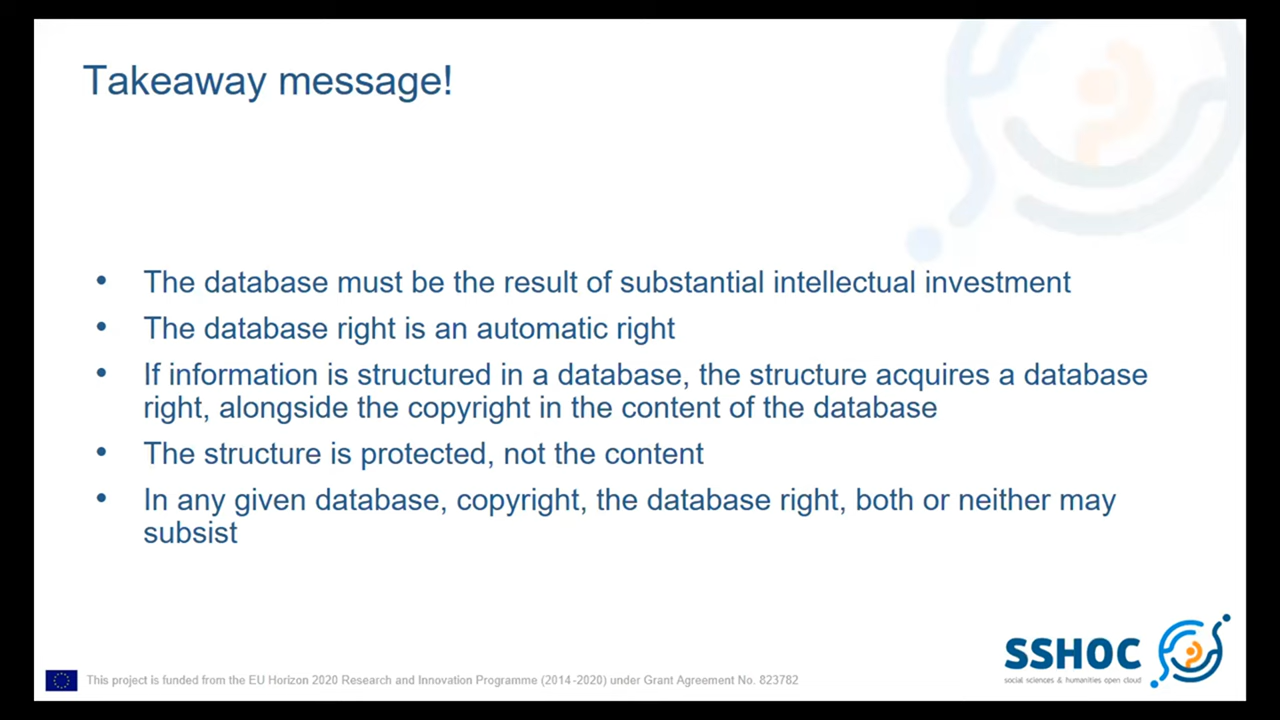 Takeaway message!
• The database must be the result of substantial intellectual investment
• The database right is an automatic right
• If information is structured in a database, the structure acquires a database
right, alongside the copyright in the content of the database
• The structure is protected, not the content
• In any given database, copyright, the database right, both or neither may
subsist
SSHOC
social sciences & humanities open cloud
This project is funded from the EU Horizon 2020 Research and Innovation Programme (2014-2020) under Grant Agreement No. 823782